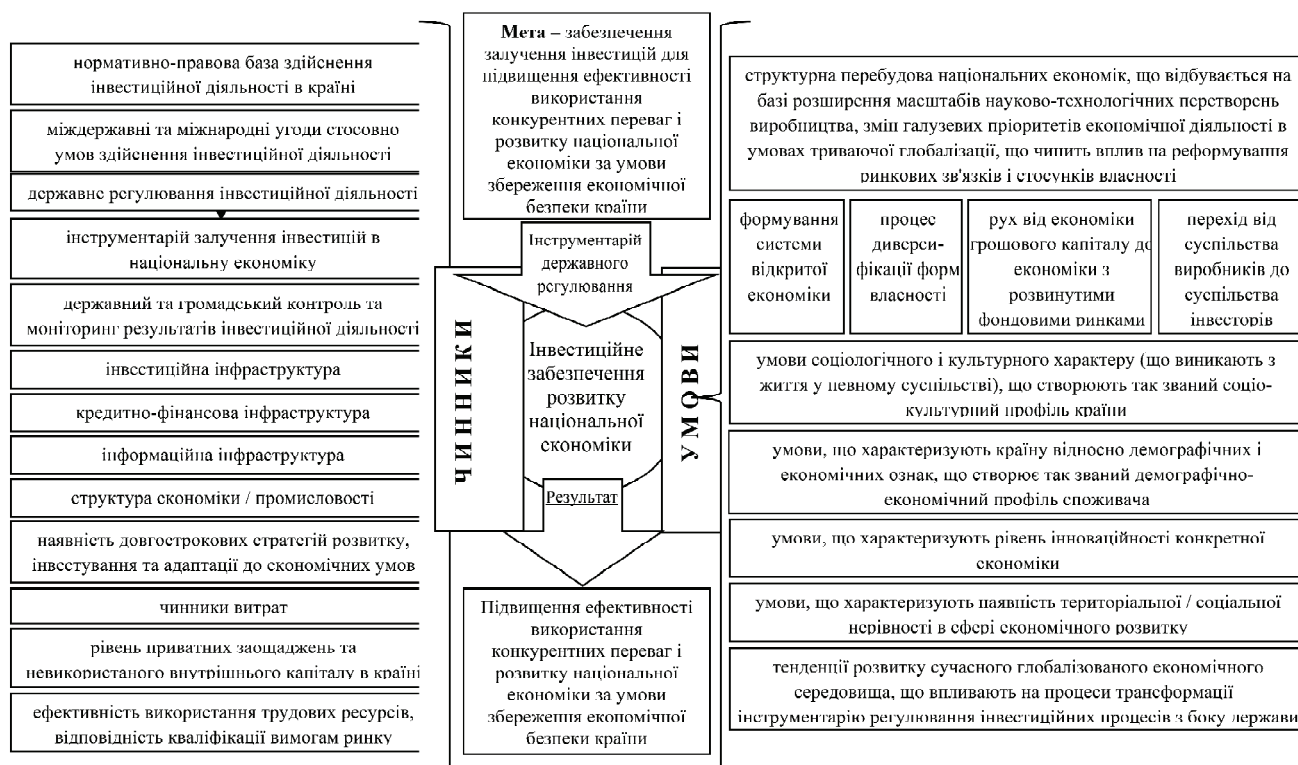 нормативно-правова база здійснення
інвестиційної діяльності в країні
міждержавні та міжнародні угоди стосовно
умов здійснення інвестиційної діяльності
державне регулювання інвестиційної діяльності
інструментарій залучення інвестицій в
національну економіку
державний та громадський контроль та
моніторинг результатів інвестиційної діяльності
інвестиційна інфраструктура
кредитно-фінансова інфраструктура
інформаційна інфраструктура
структура економіки / промисловості
наявність довгострокових стратегій розвитку,
інвестування та адаптації до економічних умов
чинники витрат
рівень приватних заощаджень та
невикористаного внутрішнього капіталу в країні
ефективність використання трудових ресурсів,
відповідність кваліфікації вимогам ринку
ЧИННИКИ
Мета – забезпечення
залучення інвестицій для
підвищення ефективності
використання
конкурентних переваг і
розвитку національної
економіки за умови
збереження економічної
безпеки країни
Інструментарій
державного
регулювання
Інвестиційне
забезпечення
розвитку
національної
економіки
Результат
Підвищення ефективності
використання
конкурентних переваг і
розвитку національної
економіки за умови
збереження економічної
безпеки країни
УМОВИ
структурна перебудова національних економік, що відбувається на
базі розширення масштабів науково-технологічних перетворень
виробництва, змін галузевих пріоритетів економічної діяльності в
умовах триваючої глобалізації, що чинить вплив на реформування
ринкових зв'язків і стосунків власності
формування
системи
відкритої
економіки
процес
диверси-
фікації форм
власності
рух від економіки
грошового капіталу до
економіки з
розвинутими
фондовими ринками
перехід від
суспільства
виробників до
суспільства
інвесторів
умови соціологічного і культурного характеру (що виникають з
життя у певному суспільстві), що створюють так званий соціо-
культурний профіль країни
умови, що характеризують країну відносно демографічних і
економічних ознак, що створює так званий демографічно-
економічний профіль споживача
умови, що характеризують рівень інноваційності конкретної
економіки
умови, що характеризують наявність територіальної / соціальної
нерівності в сфері економічного розвитку
тенденції розвитку сучасного глобалізованого економічного
середовища, що впливають на процеси трансформації
інструментарію регулювання інвестиційних процесів з боку держави